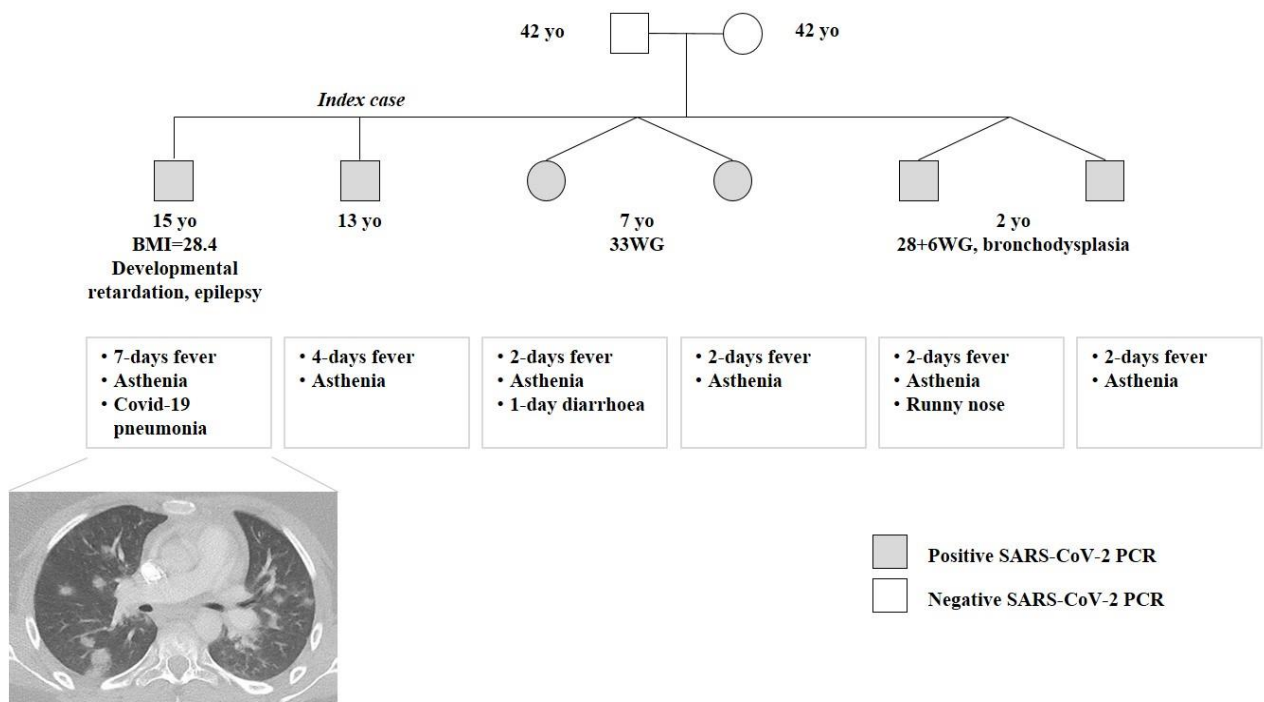 42 yo
42 yo
Index case
15 yo
BMI=28.4
Developmental
retardation, epilepsy
13 yo
7 yo
33WG
2 yo
28+6WG, bronchodysplasia
• 7-days fever
• Asthenia
• Covid-19
pneumonia
• 4-days fever
• Asthenia
• 2-days fever
• Asthenia
• 1-day diarrhoea
• 2-days fever
• Asthenia
• 2-days fever
• Asthenia
• Runny nose
• 2-days fever
• Asthenia
Positive SARS-CoV-2 PCR
Negative SARS-CoV-2 PCR